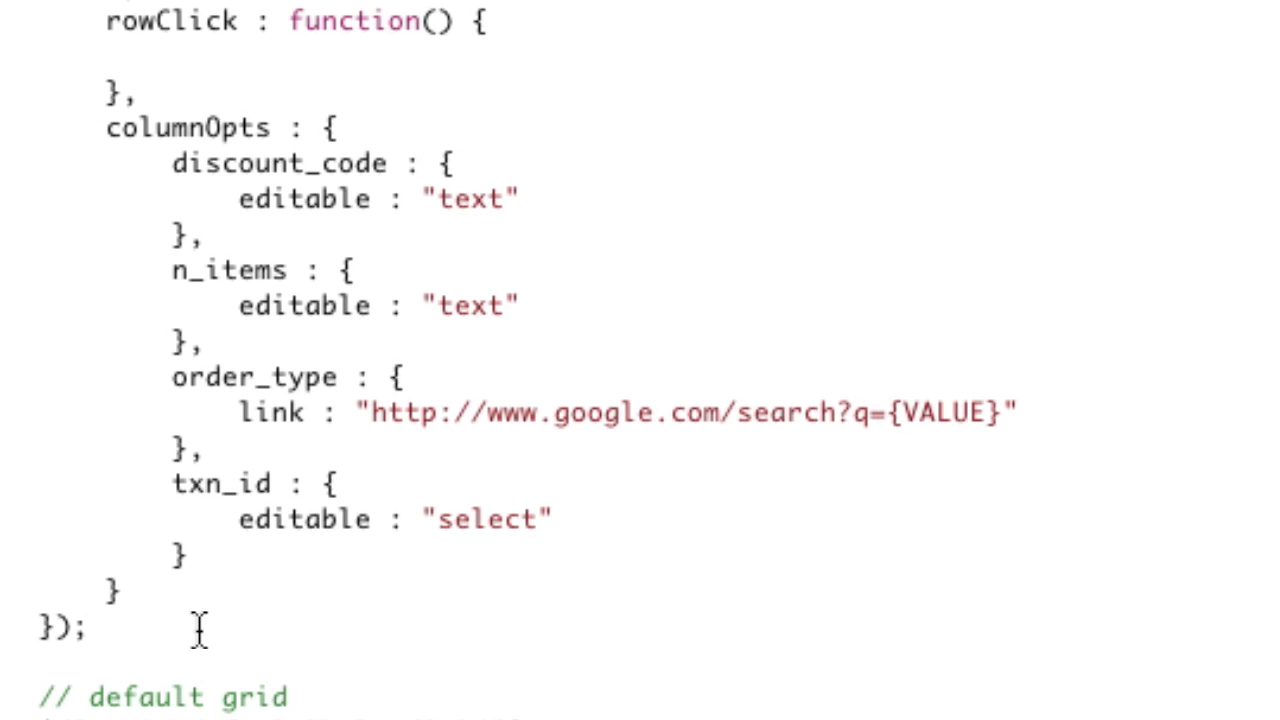 rowClick : function() {
},
columnOpts : {
discount_code : {
editable : "text"
},
n_items : {
editable : "text"
},
order_type : {
link : "http://www.google.com/search?q={VALUE}"
},
txn_id : {
editable : "select"
}
}
});
// default grid